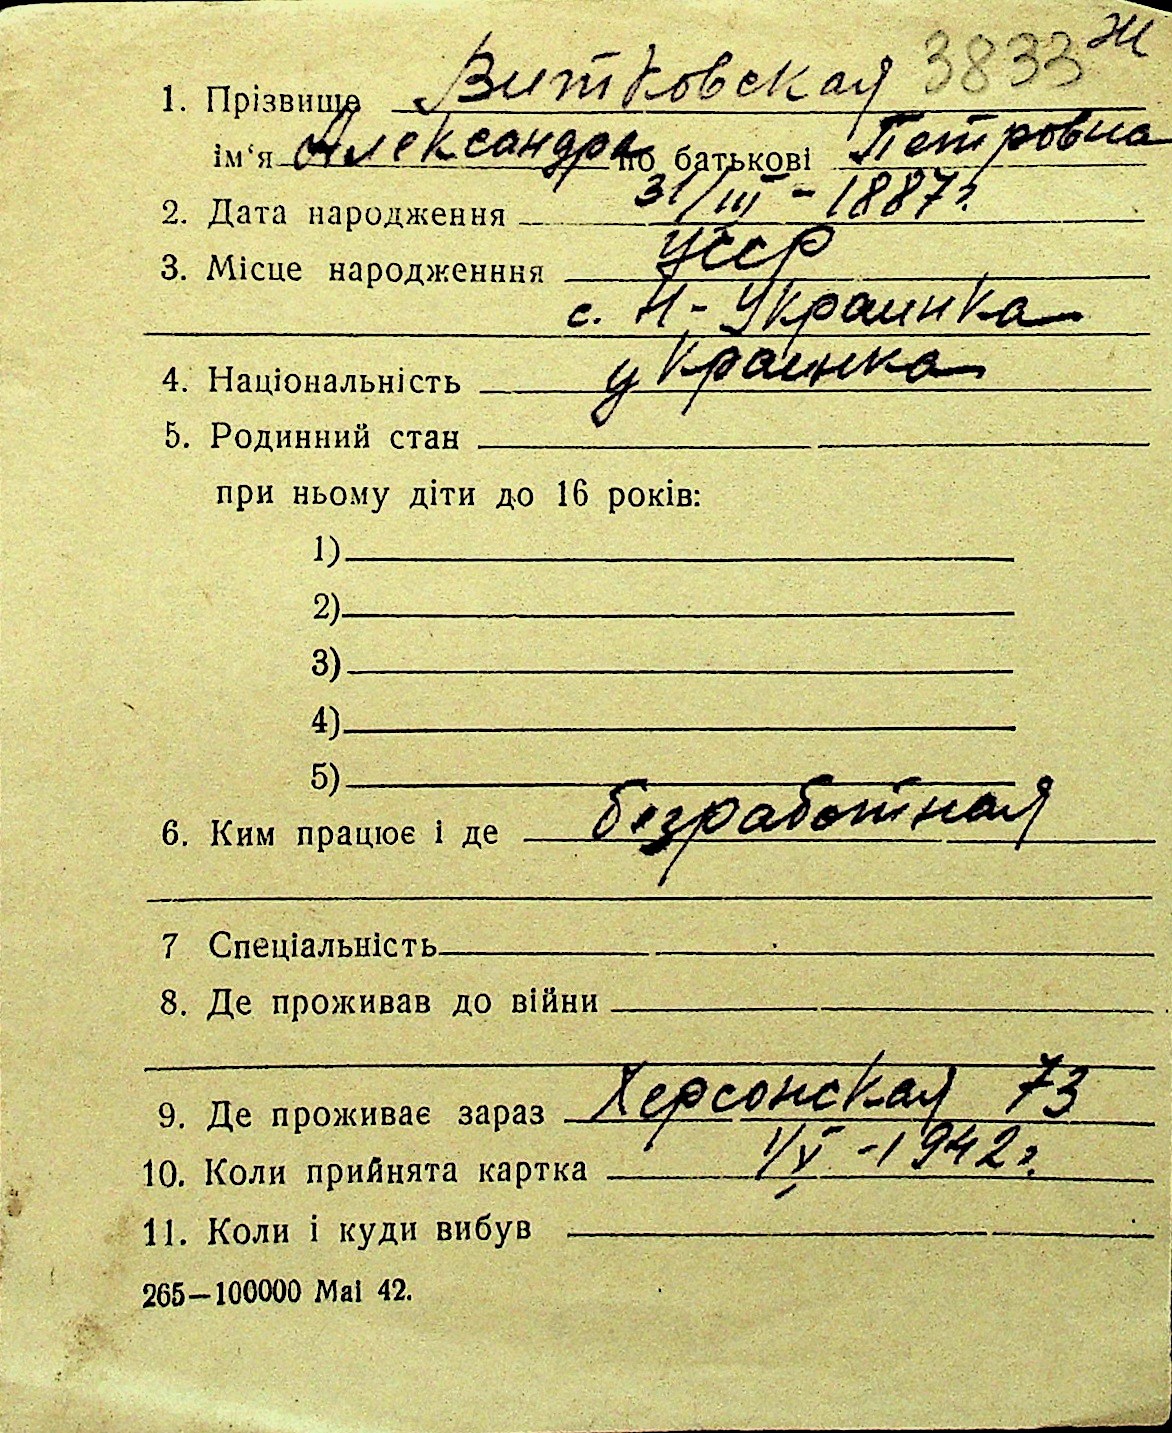 3833 Ж
1. Прізвище Витковская
ім‘я Александра по батькові Петровна
2. Дата народження 31/III - 1887 г.
3. Місце народженння УССР
с. Н-Украинка
4. Національність украинка
5. Родинний стан
при ньому діти до 16 років:
1)
2)
3)
4)
5)
6. Ким працює і де безработная
7 Спеціальність
8. Де проживав до війни
9. Де проживає зараз Херсонская 73
10. Коли прийнята картка 1/V - 1942 г.
11. Коли і куди вибув
265—100000 Mai 42.